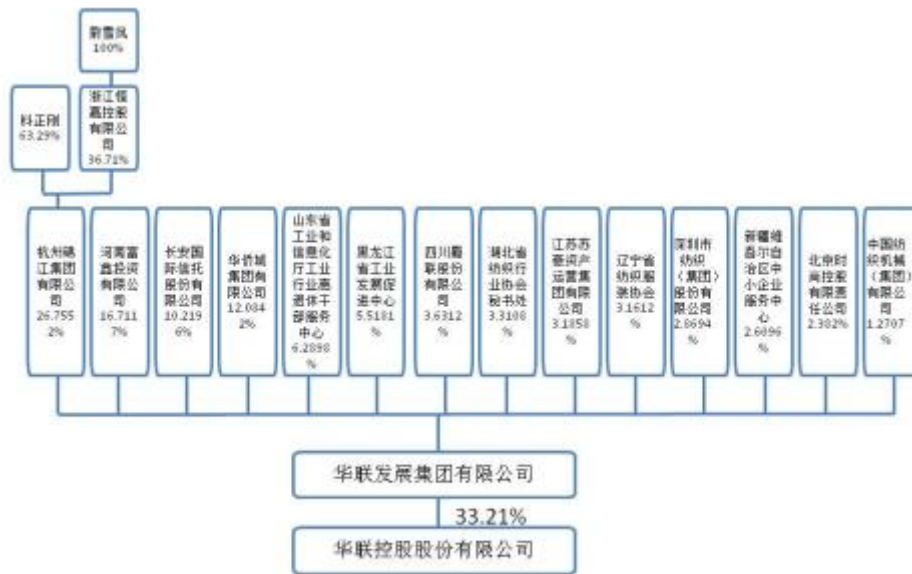 100%
63.29%
浙江恒
嘉控股
有限公
司
36.71%
杭州锦
江集团
有限公
司
26.755
2%
河南富
鑫投资
有限公
司
16.711
7%
长安国
际信托
股份有
限公司
10.219
6%
华侨城
集团有
限公司
12.084
2%
山东省
工业和
信息化
厅工业
行业离
退休干
部服务
中心
6.2898
%
黑龙江
省工业
发展促
进中心
5.5181
%
四川
联股份
有限公
司
3.6312
%
湖北省
纺织行
业协会
秘书处
3.3108
%
江苏苏
豪资产
运营集
团有限
公司
3.1858
%
辽宁省
纺织服
装协会
3.1612
%
深圳市
纺织
（集团）
股份有
限公司
2.8694
%
新疆维
吾尔自
治区中
小企业
服务中
心
2.6096
%
北京时
尚控股
有限责
任公司
2.382%
中国纺
织机械
（集团）
有限公
司
1.2707
%
华联发展集团有限公司
33.21%
华联控股股份有限公司